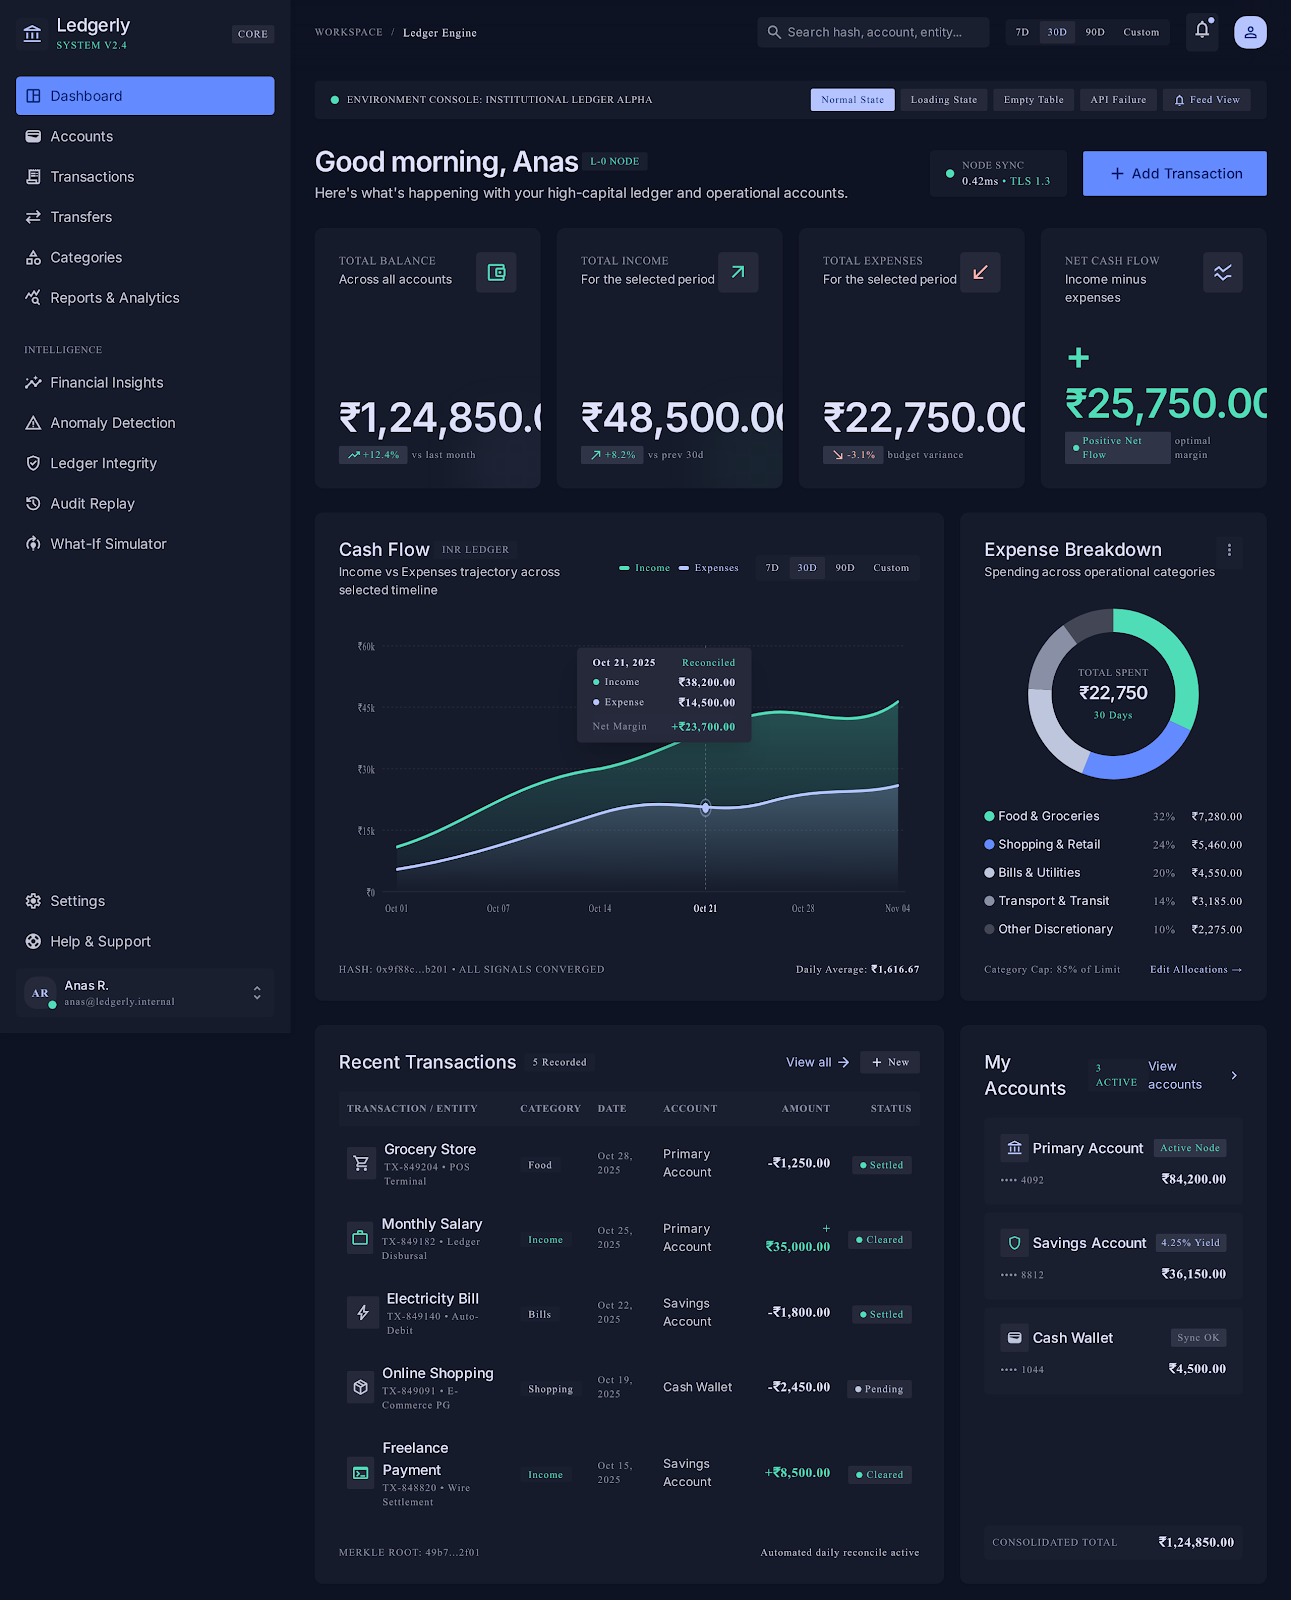 Ledgerly
SYSTEM V2.4
CORE
Dashboard
Accounts
Transactions
Transfers
Categories
Reports & Analytics
INTELLIGENCE
Financial Insights
Anomaly Detection
Ledger Integrity
Audit Replay
What-If Simulator
Settings
Help & Support
AR
Anas R.
anas@ledgerly.internal
WORKSPACE / Ledger Engine
Search hash, account, entity...
7D 30D 90D Custom
ENVIRONMENT CONSOLE: INSTITUTIONAL LEDGER ALPHA
Normal State
Loading State
Empty Table
API Failure
Feed View
Good morning, Anas
L-0 NODE
Here's what's happening with your high-capital ledger and operational accounts.
NODE SYNC
0.42ms • TLS 1.3
+ Add Transaction
TOTAL BALANCE
Across all accounts
₹1,24,850.0
+12.4% vs last month
TOTAL INCOME
For the selected period
₹48,500.00
+8.2% vs prev 30d
TOTAL EXPENSES
For the selected period
₹22,750.00
-3.1% budget variance
NET CASH FLOW
Income minus
expenses
+
₹25,750.00
Positive Net
Flow
optimal
margin
Cash Flow
INR LEDGER
Income vs Expenses trajectory across
selected timeline
Income Expenses
7D 30D 90D Custom
₹60k
₹45k
₹30k
₹15k
₹0
Oct 21, 2025 Reconciled
Income ₹38,200.00
Expense ₹14,500.00
Net Margin +₹23,700.00
Oct 01 Oct 07 Oct 14 Oct 21 Oct 28 Nov 04
HASH: 0x9f88c...b201 • ALL SIGNALS CONVERGED
Daily Average: ₹1,616.67
Expense Breakdown
Spending across operational categories
TOTAL SPENT
₹22,750
30 Days
Food & Groceries 32% ₹7,280.00
Shopping & Retail 24% ₹5,460.00
Bills & Utilities 20% ₹4,550.00
Transport & Transit 14% ₹3,185.00
Other Discretionary 10% ₹2,275.00
Category Cap: 85% of Limit
Edit Allocations →
Recent Transactions
5 Recorded
View all →
+ New
TRANSACTION / ENTITY CATEGORY DATE ACCOUNT AMOUNT STATUS
Grocery Store
TX-849204 • POS
Terminal
Food
Oct 28,
2025
Primary
Account
-₹1,250.00
Settled
Monthly Salary
TX-849182 • Ledger
Disbursal
Income
Oct 25,
2025
Primary
Account
+
₹35,000.00
Cleared
Electricity Bill
TX-849140 • Auto-
Debit
Bills
Oct 22,
2025
Savings
Account
-₹1,800.00
Settled
Online Shopping
TX-849091 • E-
Commerce PG
Shopping
Oct 19,
2025
Cash Wallet
-₹2,450.00
Pending
Freelance
Payment
TX-848820 • Wire
Settlement
Income
Oct 15,
2025
Savings
Account
+₹8,500.00
Cleared
MERKLE ROOT: 49b7...2f01
Automated daily reconcile active
My
Accounts
3
ACTIVE
View
accounts
Primary Account
Active Node
•••• 4092
₹84,200.00
Savings Account
4.25% Yield
•••• 8812
₹36,150.00
Cash Wallet
Sync OK
•••• 1044
₹4,500.00
CONSOLIDATED TOTAL
₹1,24,850.00